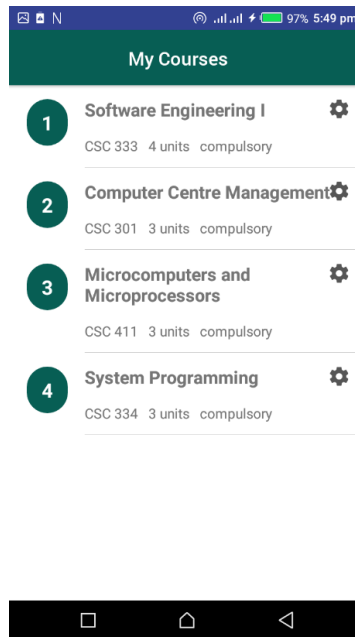 97% 5:49 pm
My Courses
1
Software Engineering I
CSC 333 4 units compulsory
2
Computer Centre Management
CSC 301 3 units compulsory
3
Microcomputers and
Microprocessors
CSC 411 3 units compulsory
4
System Programming
CSC 334 3 units compulsory